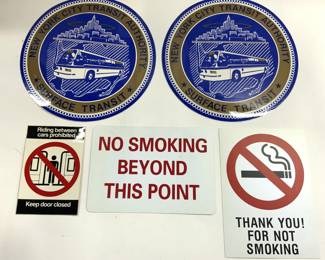 NEW YORK CITY TRANSIT AUTHORITY
SURFACE TRANSIT
NEW YORK CITY TRANSIT AUTHORITY
SURFACE TRANSIT
Riding between
cars prohibited
Keep door closed
NO SMOKING
BEYOND
THIS POINT
THANK YOU!
FOR NOT
SMOKING